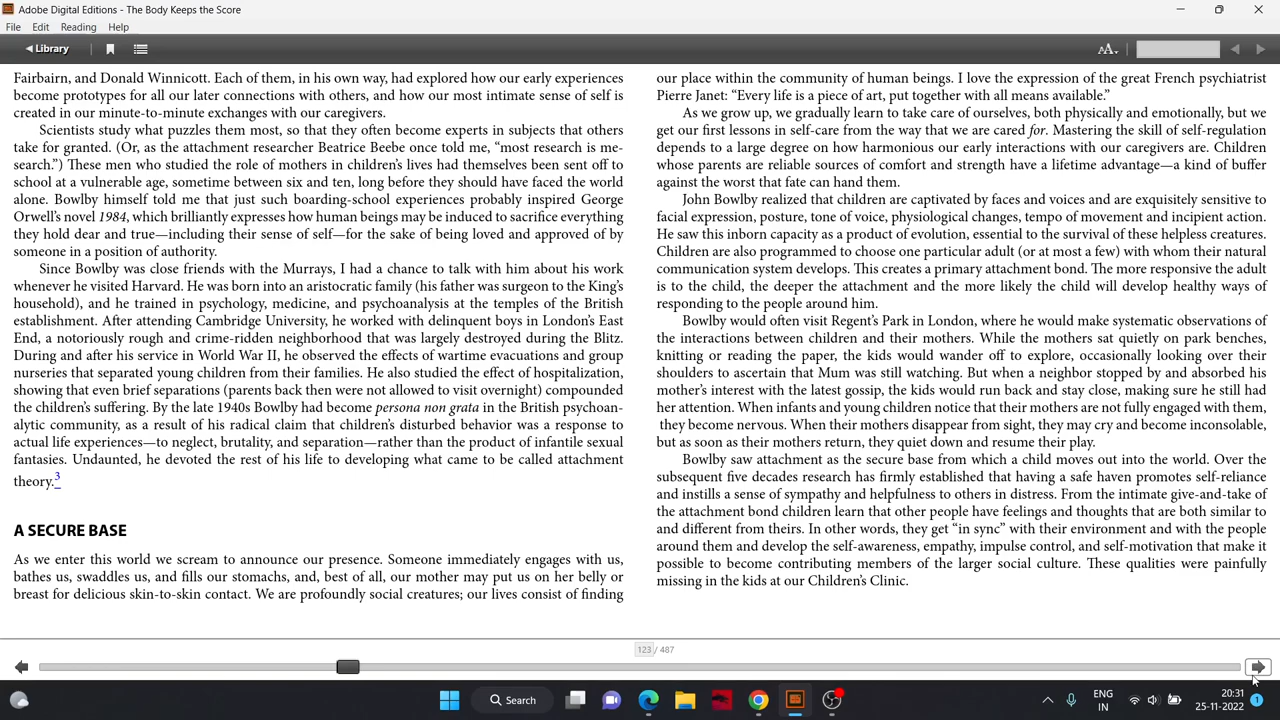 Adobe Digital Editions - The Body Keeps the Score
File Edit Reading Help
Library
AA
Fairbairn, and Donald Winnicott. Each of them, in his own way, had explored how our early experiences
become prototypes for all our later connections with others, and how our most intimate sense of self is
created in our minute-to-minute exchanges with our caregivers.
Scientists study what puzzles them most, so that they often become experts in subjects that others
take for granted. (Or, as the attachment researcher Beatrice Beebe once told me, “most research is me-
search.”) These men who studied the role of mothers in children’s lives had themselves been sent off to
school at a vulnerable age, sometime between six and ten, long before they should have faced the world
alone. Bowlby himself told me that just such boarding-school experiences probably inspired George
Orwell’s novel 1984, which brilliantly expresses how human beings may be induced to sacrifice everything
they hold dear and true—including their sense of self—for the sake of being loved and approved of by
someone in a position of authority.
Since Bowlby was close friends with the Murrays, I had a chance to talk with him about his work
whenever he visited Harvard. He was born into an aristocratic family (his father was surgeon to the King’s
household), and he trained in psychology, medicine, and psychoanalysis at the temples of the British
establishment. After attending Cambridge University, he worked with delinquent boys in London’s East
End, a notoriously rough and crime-ridden neighborhood that was largely destroyed during the Blitz.
During and after his service in World War II, he observed the effects of wartime evacuations and group
nurseries that separated young children from their families. He also studied the effect of hospitalization,
showing that even brief separations (parents back then were not allowed to visit overnight) compounded
the children’s suffering. By the late 1940s Bowlby had become persona non grata in the British psychoan-
alytic community, as a result of his radical claim that children’s disturbed behavior was a response to
actual life experiences—to neglect, brutality, and separation—rather than the product of infantile sexual
fantasies. Undaunted, he devoted the rest of his life to developing what came to be called attachment
theory.3
A SECURE BASE
As we enter this world we scream to announce our presence. Someone immediately engages with us,
bathes us, swaddles us, and fills our stomachs, and, best of all, our mother may put us on her belly or
breast for delicious skin-to-skin contact. We are profoundly social creatures; our lives consist of finding
our place within the community of human beings. I love the expression of the great French psychiatrist
Pierre Janet: “Every life is a piece of art, put together with all means available.”
As we grow up, we gradually learn to take care of ourselves, both physically and emotionally, but we
get our first lessons in self-care from the way that we are cared for. Mastering the skill of self-regulation
depends to a large degree on how harmonious our early interactions with our caregivers are. Children
whose parents are reliable sources of comfort and strength have a lifetime advantage—a kind of buffer
against the worst that fate can hand them.
John Bowlby realized that children are captivated by faces and voices and are exquisitely sensitive to
facial expression, posture, tone of voice, physiological changes, tempo of movement and incipient action.
He saw this inborn capacity as a product of evolution, essential to the survival of these helpless creatures.
Children are also programmed to choose one particular adult (or at most a few) with whom their natural
communication system develops. This creates a primary attachment bond. The more responsive the adult
is to the child, the deeper the attachment and the more likely the child will develop healthy ways of
responding to the people around him.
Bowlby would often visit Regent’s Park in London, where he would make systematic observations of
the interactions between children and their mothers. While the mothers sat quietly on park benches,
knitting or reading the paper, the kids would wander off to explore, occasionally looking over their
shoulders to ascertain that Mum was still watching. But when a neighbor stopped by and absorbed his
mother’s interest with the latest gossip, the kids would run back and stay close, making sure he still had
her attention. When infants and young children notice that their mothers are not fully engaged with them,
they become nervous. When their mothers disappear from sight, they may cry and become inconsolable,
but as soon as their mothers return, they quiet down and resume their play.
Bowlby saw attachment as the secure base from which a child moves out into the world. Over the
subsequent five decades research has firmly established that having a safe haven promotes self-reliance
and instills a sense of sympathy and helpfulness to others in distress. From the intimate give-and-take of
the attachment bond children learn that other people have feelings and thoughts that are both similar to
and different from theirs. In other words, they get “in sync” with their environment and with the people
around them and develop the self-awareness, empathy, impulse control, and self-motivation that make it
possible to become contributing members of the larger social culture. These qualities were painfully
missing in the kids at our Children’s Clinic.
123 / 487
Search
ENG
IN
20:31
25-11-2022
1